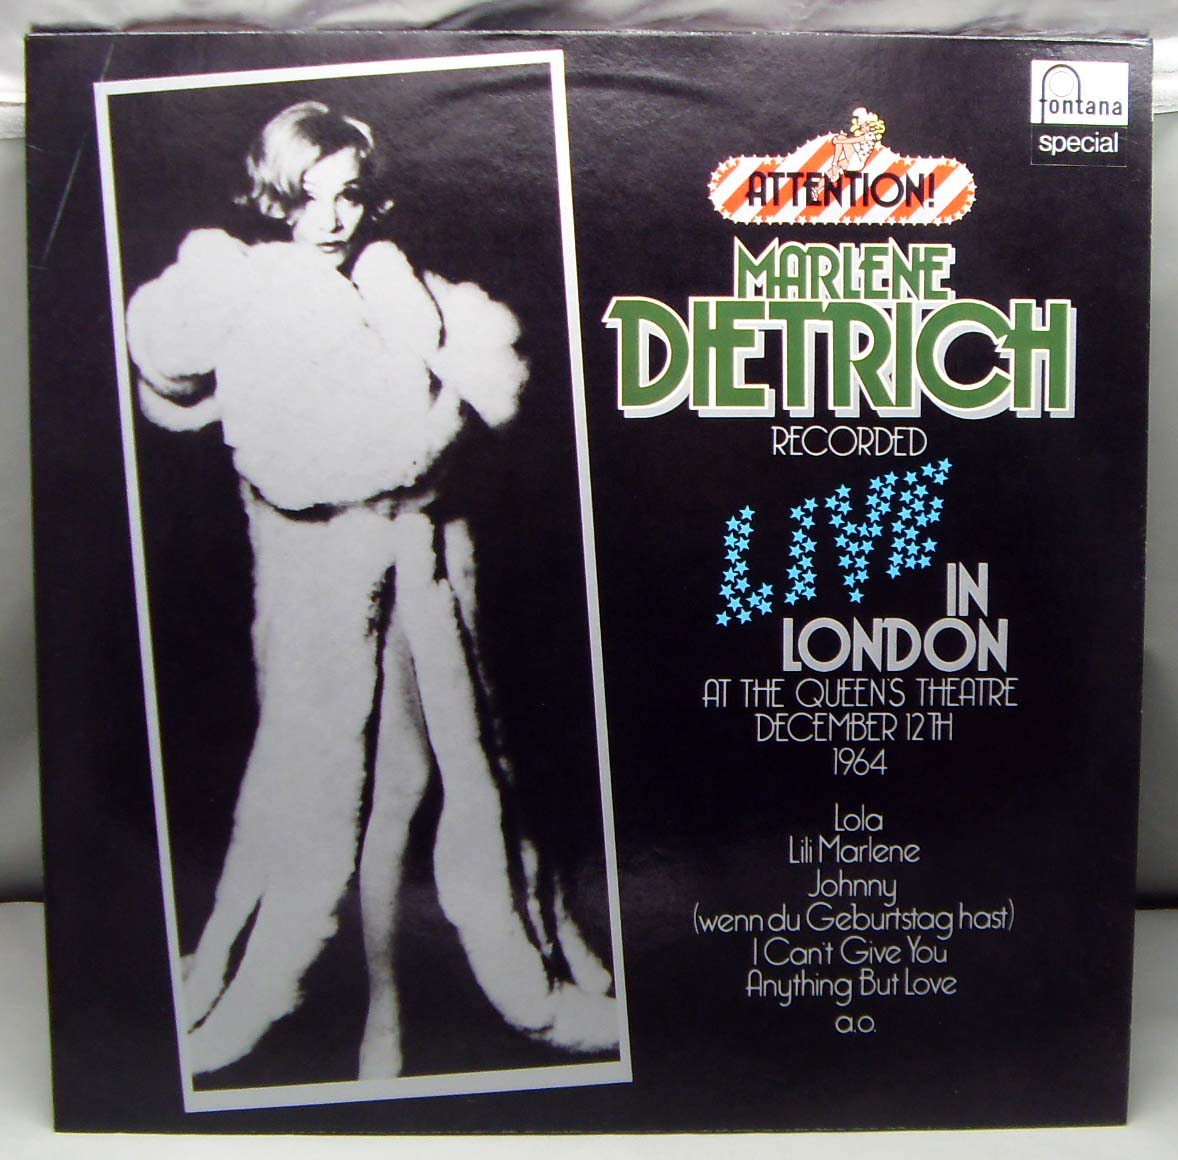 fontana
special
ATTENTION!
MARLENE
DIETRICH
RECORDED
LIVE
IN
LONDON
AT THE QUEEN'S THEATRE
DECEMBER 12TH
1964
Lola
Lili Marlene
Johnny
(wenn du Geburtstag hast)
I Can't Give You
Anything But Love
a.o.